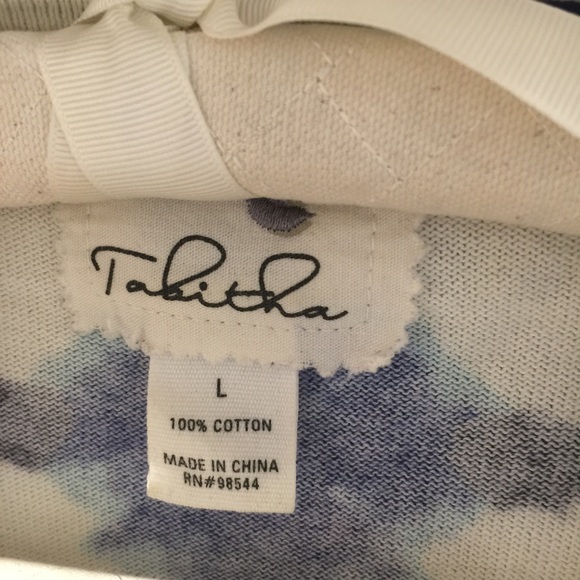 Tabitha
L
100% COTTON
MADE IN CHINA
RN#98544